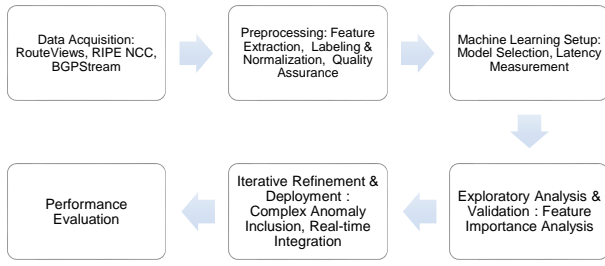 Data Acquisition:
RouteViews, RIPE NCC,
BGPStream
Preprocessing: Feature
Extraction, Labeling &
Normalization, Quality
Assurance
Machine Learning Setup:
Model Selection, Latency
Measurement
Exploratory Analysis &
Validation : Feature
Importance Analysis
Iterative Refinement &
Deployment :
Complex Anomaly
Inclusion, Real-time
Integration
Performance
Evaluation